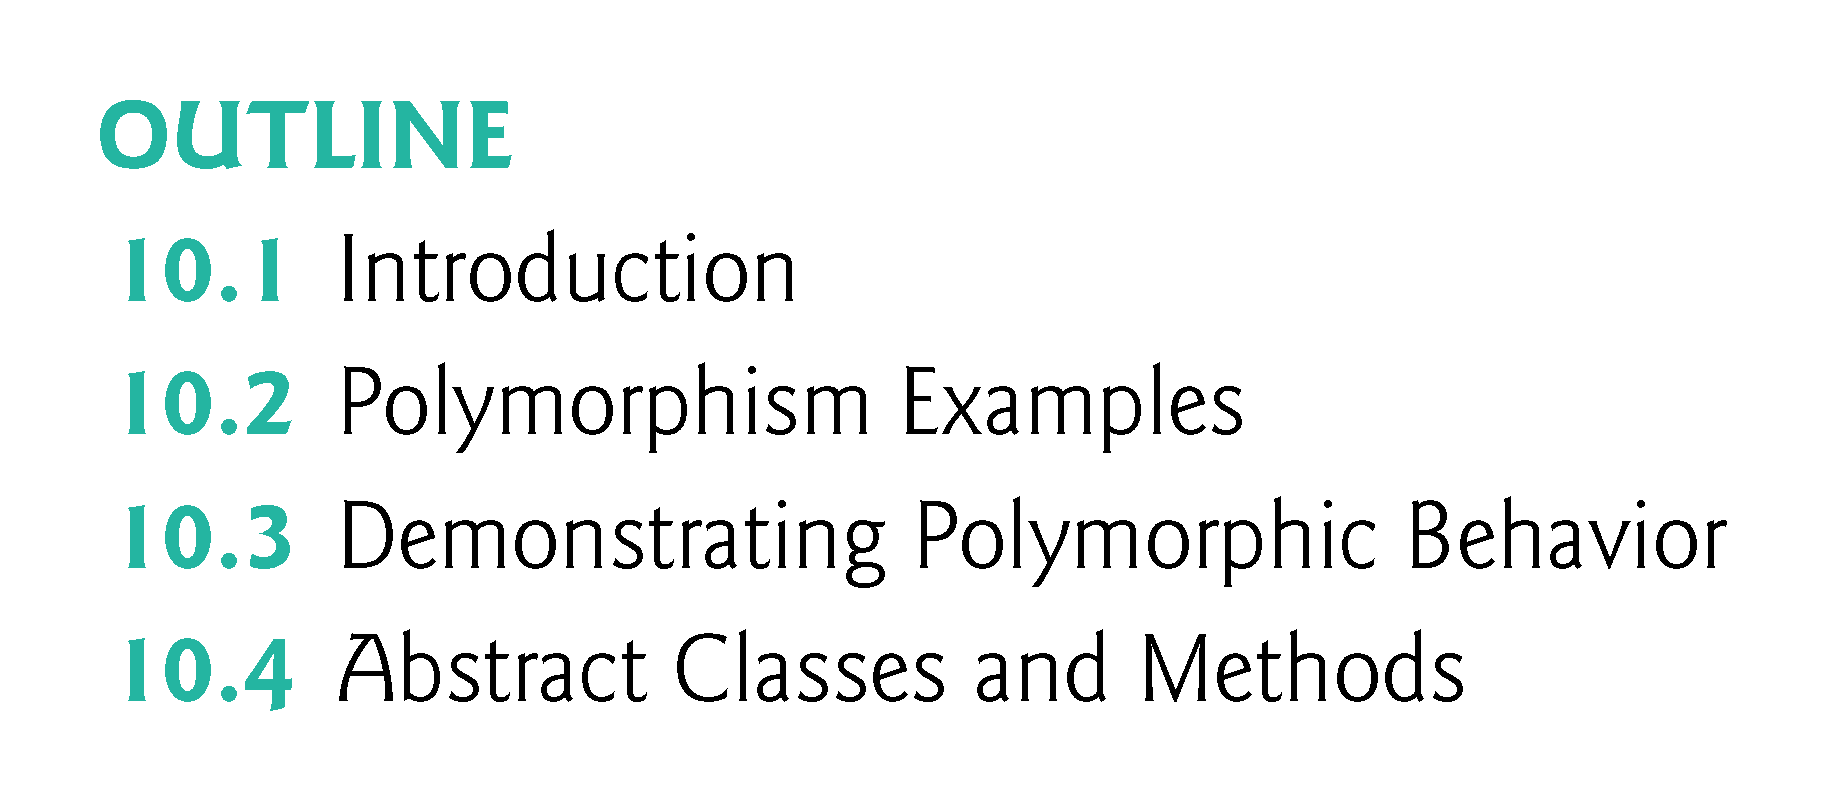 OUTLINE
10.1 Introduction
10.2 Polymorphism Examples
10.3 Demonstrating Polymorphic Behavior
10.4 Abstract Classes and Methods